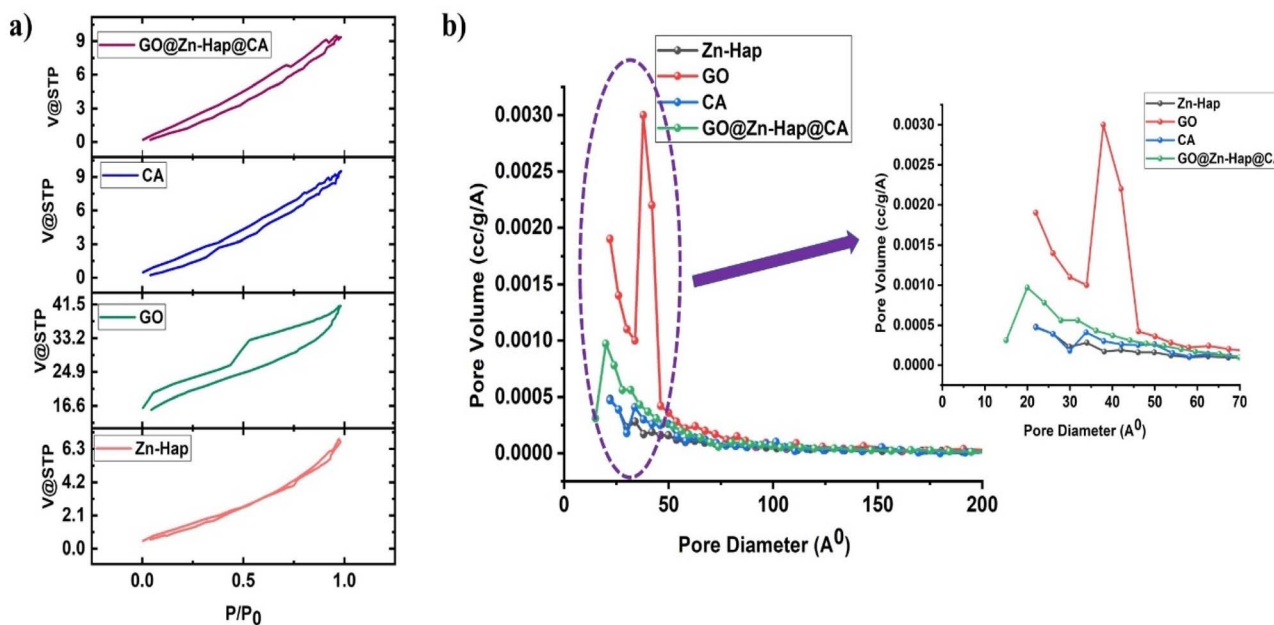 a)
GO@Zn-Hap@CA
V@STP
9
6
3
0
CA
V@STP
9
6
3
0
GO
V@STP
41.5
33.2
24.9
16.6
Zn-Hap
V@STP
6.3
4.2
2.1
0.0
0.0
0.5
1.0
P/P0
b)
Zn-Hap
GO
CA
GO@Zn-Hap@CA
Pore Volume (cc/g/A)
0.0030
0.0025
0.0020
0.0015
0.0010
0.0005
0.0000
0
50
100
150
200
Pore Diameter (A0)
Zn-Hap
GO
CA
GO@Zn-Hap@CA
Pore Volume (cc/g/A)
0.0030
0.0025
0.0020
0.0015
0.0010
0.0005
0.0000
0
10
20
30
40
50
60
70
Pore Diameter (A0)